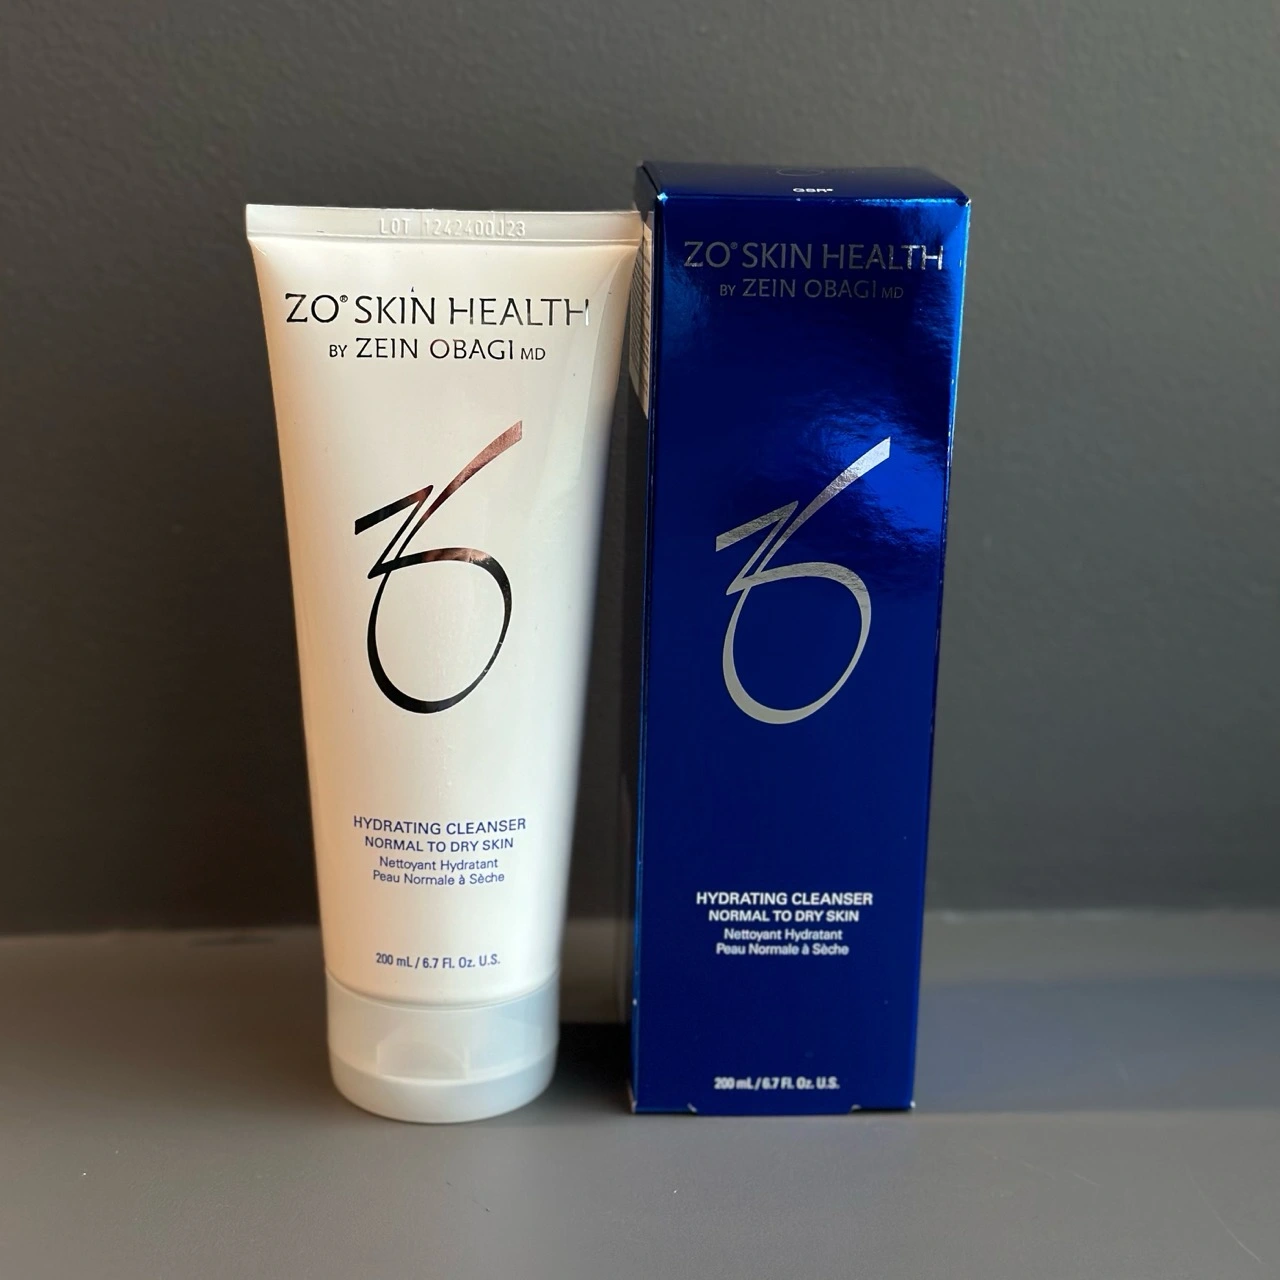 LOT 1242400J23
ZO® SKIN HEALTH
BY ZEIN OBAGI MD
HYDRATING CLEANSER
NORMAL TO DRY SKIN
Nettoyant Hydratant
Peau Normale à Sèche
200 mL / 6.7 Fl. Oz. U.S.
GSR®
ZO® SKIN HEALTH
BY ZEIN OBAGI MD
HYDRATING CLEANSER
NORMAL TO DRY SKIN
Nettoyant Hydratant
Peau Normale à Sèche
200 mL / 6.7 Fl. Oz. U.S.